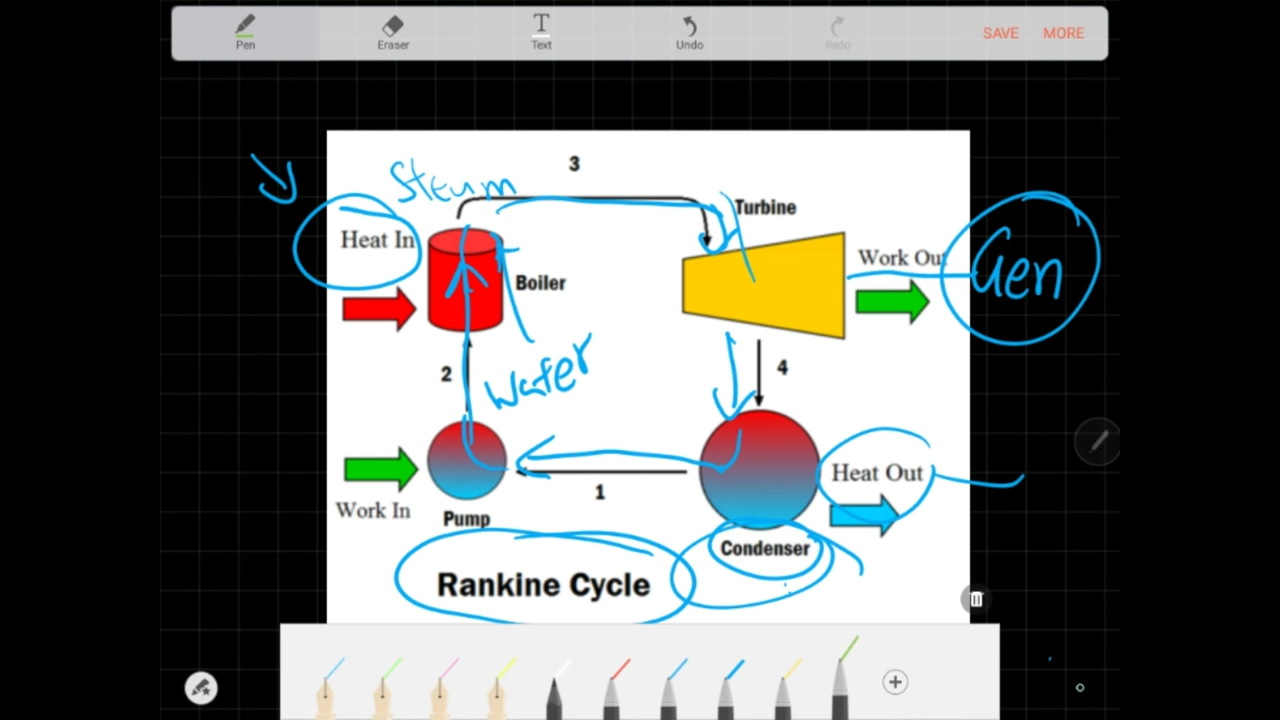 Pen
Eraser
T
Text
Undo
Redo
SAVE
MORE
3
Steum
Turbine
Heat In
Work Out
Gen
Boiler
2
Water
4
Heat Out
1
Work In
Pump
Condenser
Rankine Cycle